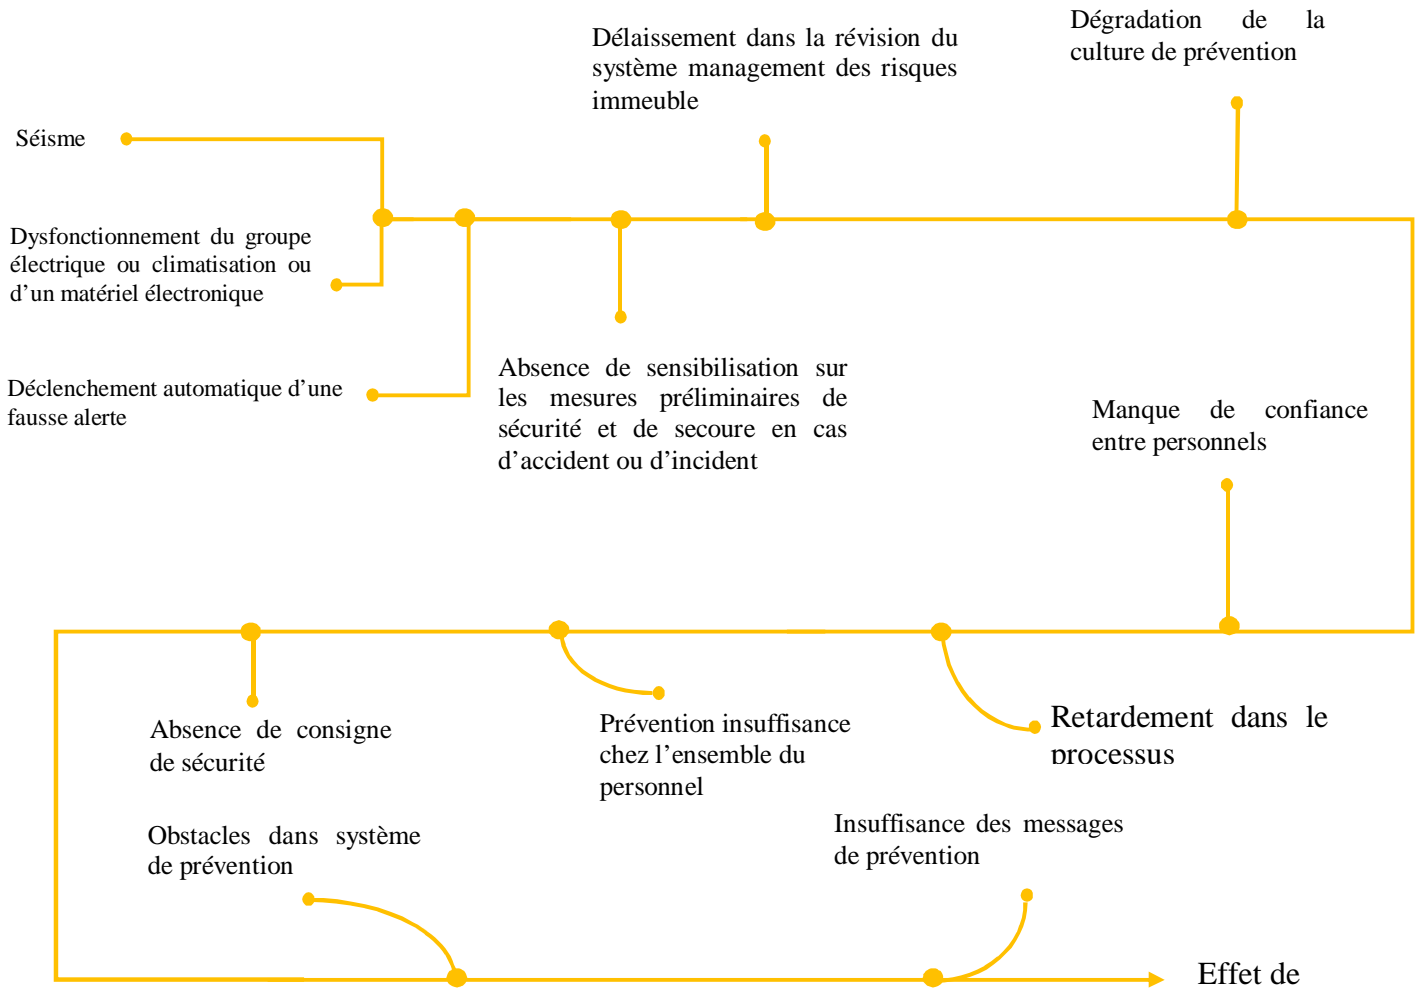 Dégradation de la
culture de prévention
Délaissement dans la révision du
système management des risques
immeuble
Séisme
Dysfonctionnement du groupe
électrique ou climatisation ou
d’un matériel électronique
Déclenchement automatique d’une
fausse alerte
Absence de sensibilisation sur
les mesures préliminaires de
sécurité et de secoure en cas
d’accident ou d’incident
Manque de confiance
entre personnels
Absence de consigne
de sécurité
Prévention insuffisance
chez l’ensemble du
personnel
Retardement dans le
processus
Obstacles dans système
de prévention
Insuffisance des messages
de prévention
Effet de